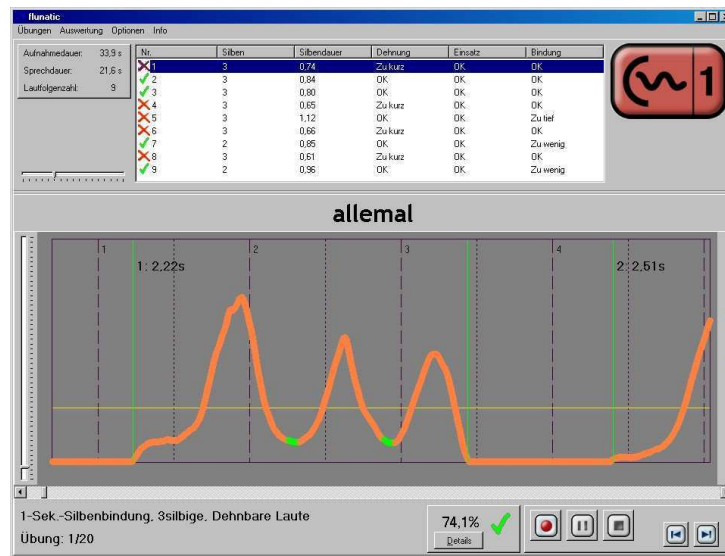 flunatic
Übungen Auswertung Optionen Info
Aufnahmedauer: 33,9 s
Sprechdauer: 21,6 s
Lautfolgenzahl: 9
Nr. Silben Silbendauer Dehnung Einsatz Bindung
1 3 0,74 Zu kurz OK OK
2 3 0,84 OK OK OK
3 3 0,80 OK OK OK
4 3 0,65 Zu kurz OK OK
5 3 1,12 OK OK Zu tief
6 3 0,66 Zu kurz OK OK
7 2 0,85 OK OK Zu wenig
8 3 0,61 Zu kurz OK OK
9 2 0,96 OK OK Zu wenig
1
allemal
1 2 3 4
1: 2,22s 2: 2,51s
1-Sek.-Silbenbindung, 3silbige, Dehnbare Laute
Übung: 1/20
74,1%
Details